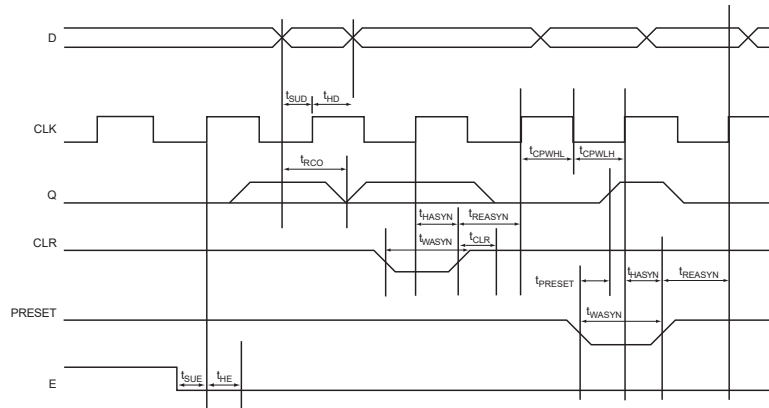 D
tSUD tHD
CLK
tRCO
tCPWHL tCPWLH
Q
tHASYN tREASYN
CLR
tWASYN tCLR
tPRESET tHASYN tREASYN
PRESET
tWASYN
tSUE tHE
E